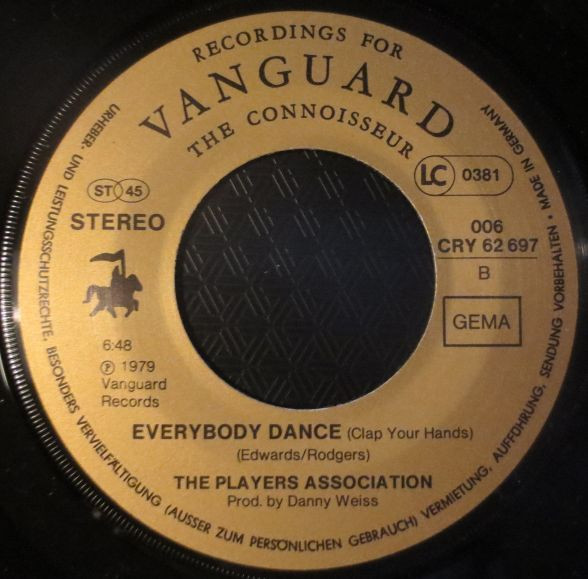 RECORDINGS FOR
VANGUARD
THE CONNOISSEUR
LC 0381
ST 45
STEREO
006
CRY 62 697
B
GEMA
6:48
℗ 1979
Vanguard
Records
EVERYBODY DANCE (Clap Your Hands)
(Edwards/Rodgers)
THE PLAYERS ASSOCIATION
Prod. by Danny Weiss
URHEBER- UND LEISTUNGSSCHUTZRECHTE, BESONDERS VERVIELFÄLTIGUNG (AUSSER ZUM PERSÖNLICHEN GEBRAUCH) VERMIETUNG, AUFFÜHRUNG, SENDUNG VORBEHALTEN • MADE IN GERMANY